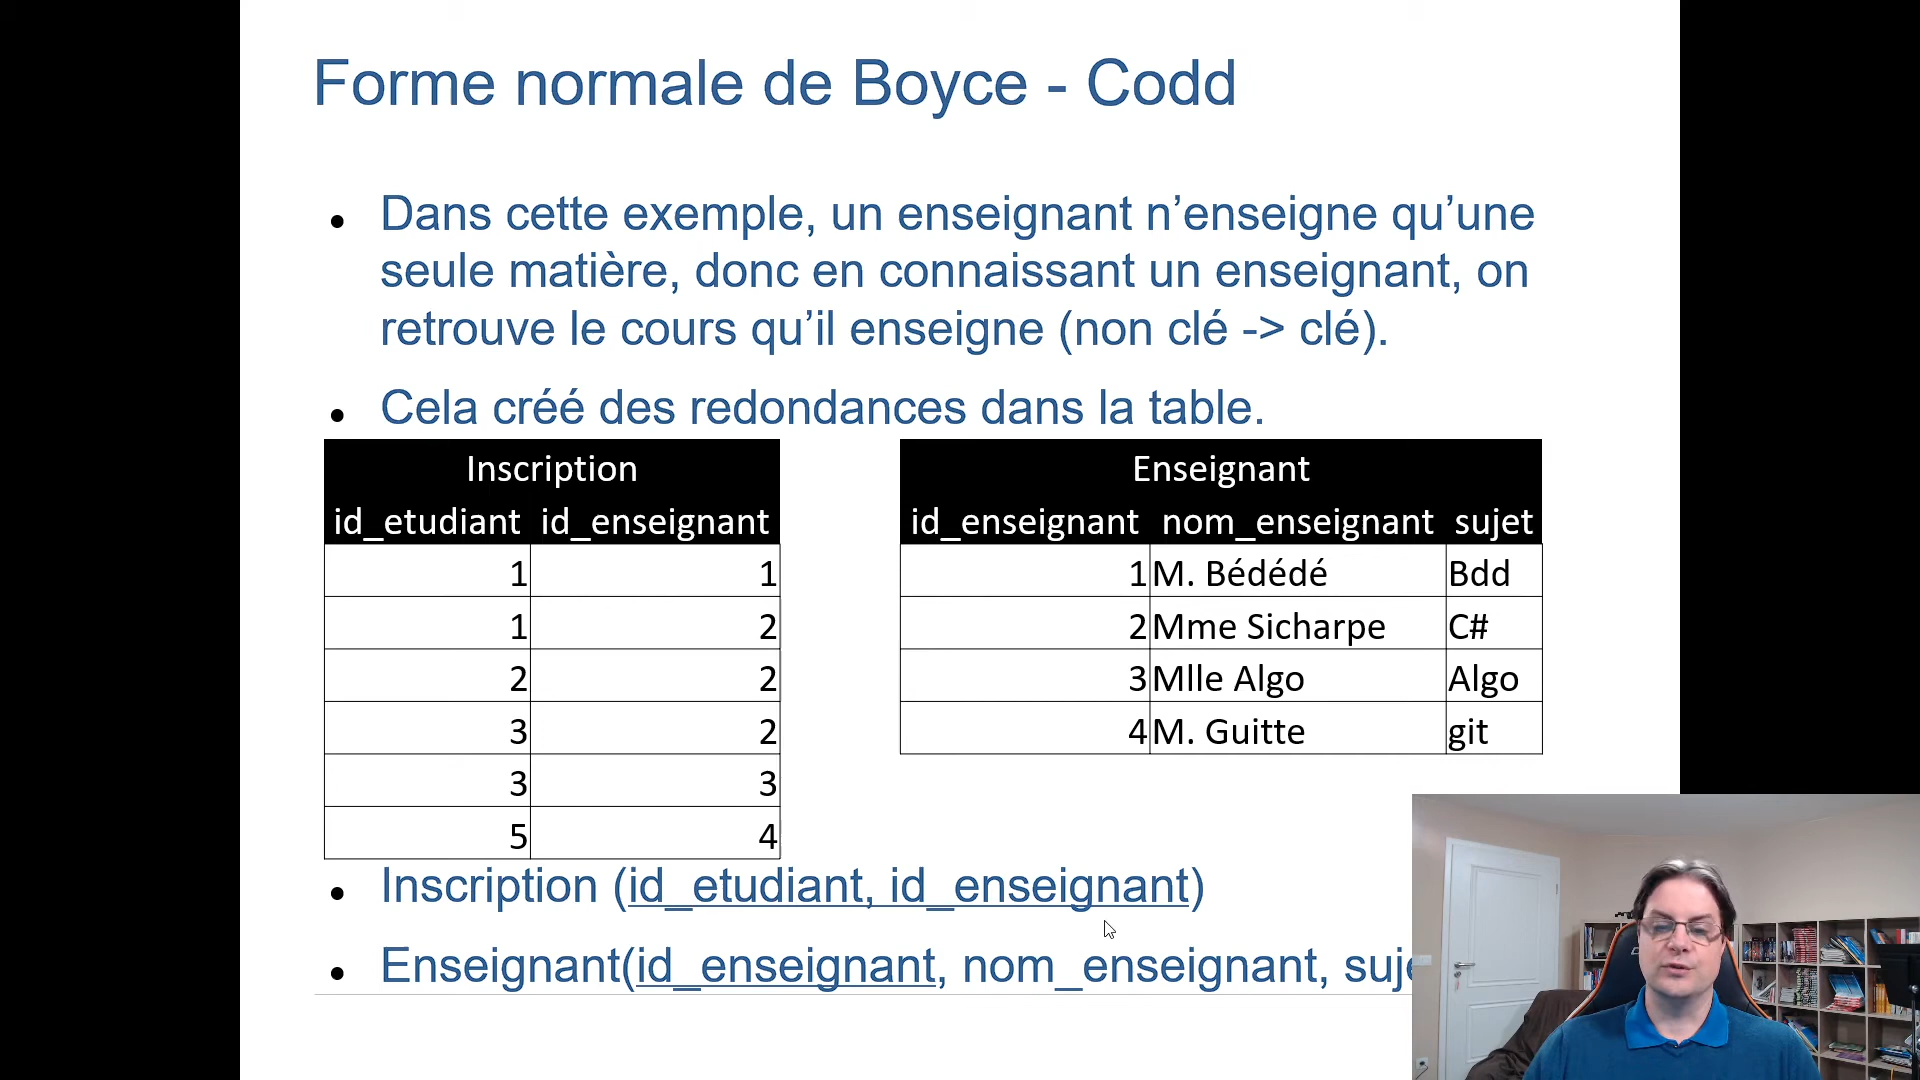 Forme normale de Boyce - Codd
Dans cette exemple, un enseignant n’enseigne qu’une
seule matière, donc en connaissant un enseignant, on
retrouve le cours qu’il enseigne (non clé -> clé).
Cela créé des redondances dans la table.
Inscription
id_etudiant id_enseignant
1 1
1 2
2 2
3 2
3 3
5 4
Enseignant
id_enseignant nom_enseignant sujet
1 M. Bédédé Bdd
2 Mme Sicharpe C#
3 Mlle Algo Algo
4 M. Guitte git
Inscription (id_etudiant, id_enseignant)
Enseignant(id_enseignant, nom_enseignant,